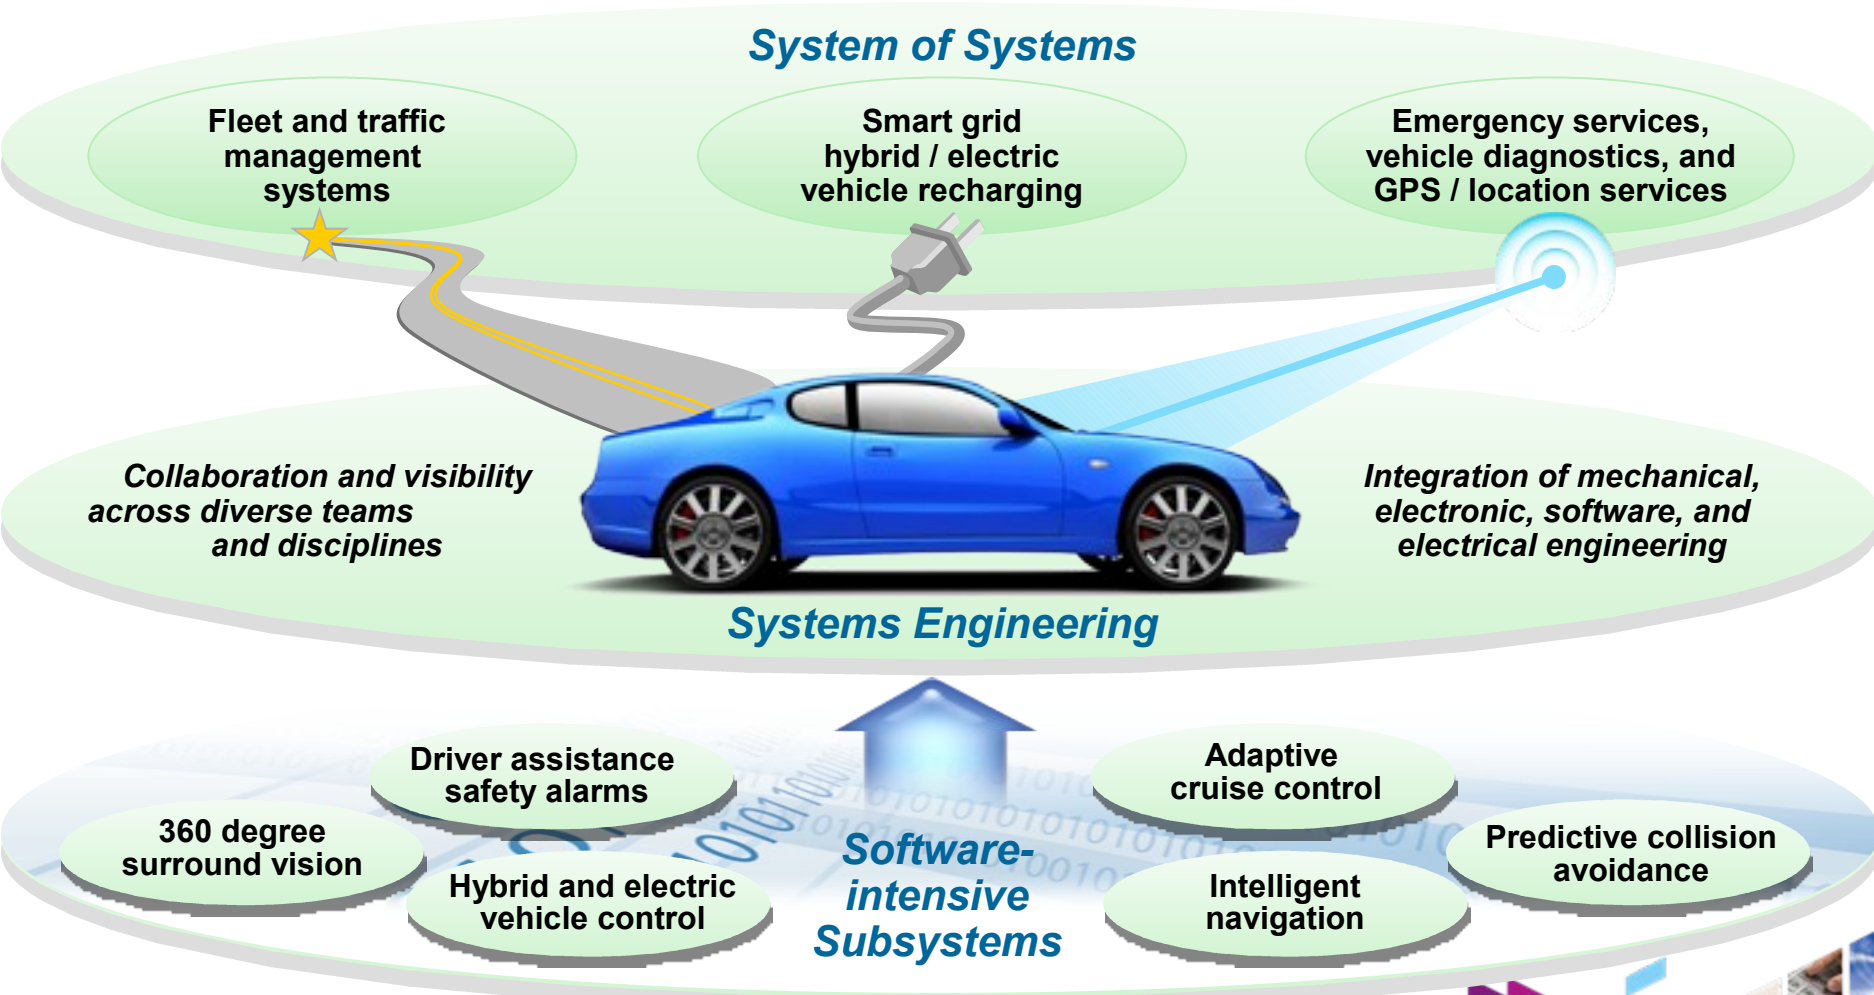 System of Systems
Fleet and traffic
management
systems
Smart grid
hybrid / electric
vehicle recharging
Emergency services,
vehicle diagnostics, and
GPS / location services
Collaboration and visibility
across diverse teams
and disciplines
Integration of mechanical,
electronic, software, and
electrical engineering
Systems Engineering
Driver assistance
safety alarms
Adaptive
cruise control
360 degree
surround vision
Predictive collision
avoidance
Hybrid and electric
vehicle control
Software-
intensive
Subsystems
Intelligent
navigation